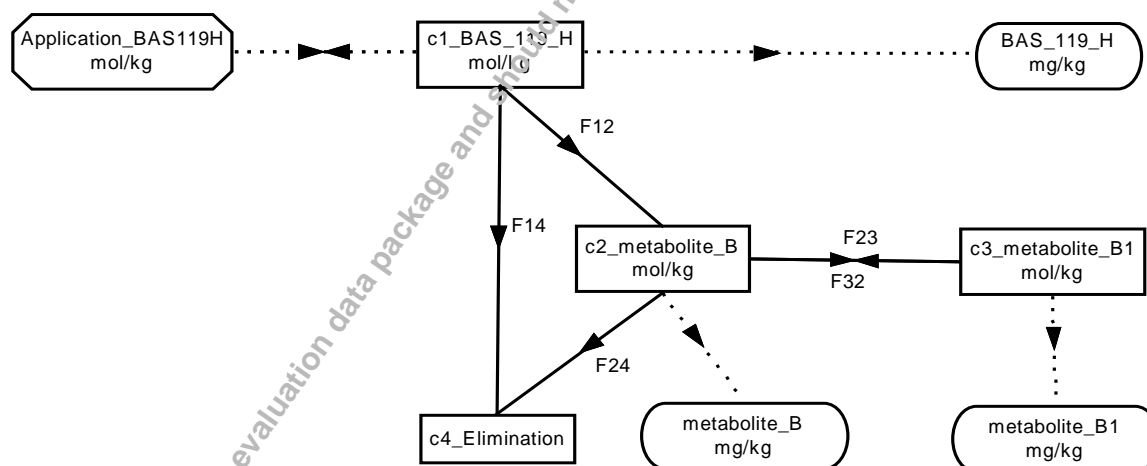 Application_BAS119H
mol/kg
c1_BAS_119_H
mol/kg
BAS_119_H
mg/kg
F12
F14
c2_metabolite_B
mol/kg
F23
F32
c3_metabolite_B1
mol/kg
F24
c4_Elimination
metabolite_B
mg/kg
metabolite_B1
mg/kg
evaluation data package and should